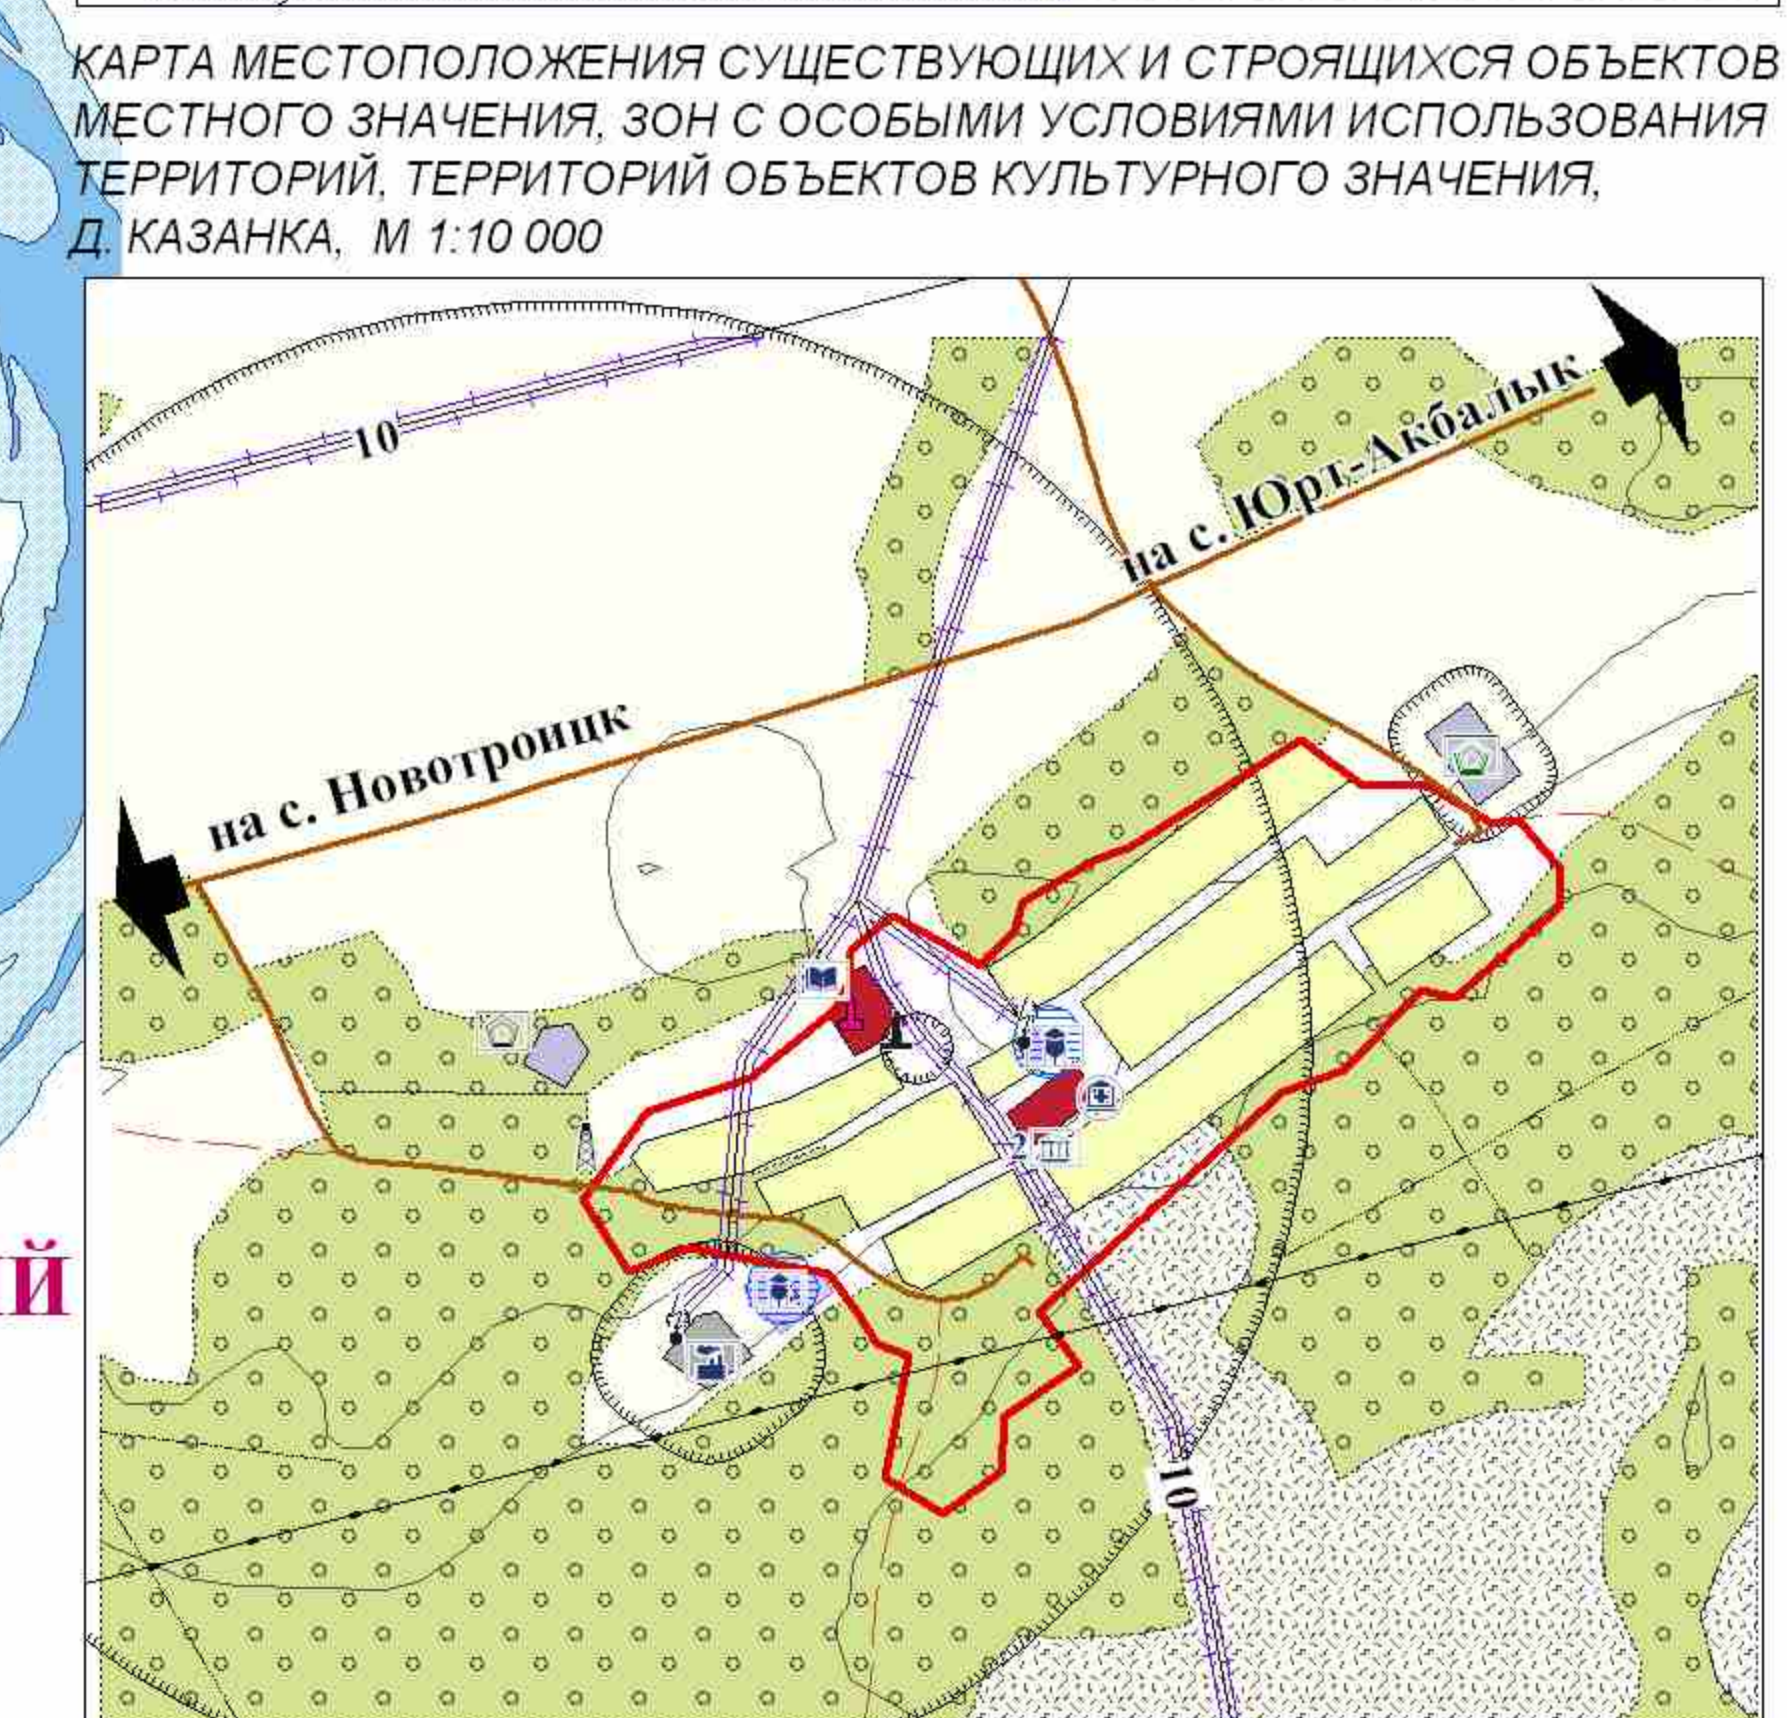 КАРТА МЕСТОПОЛОЖЕНИЯ СУЩЕСТВУЮЩИХ И СТРОЯЩИХСЯ ОБЪЕКТОВ
МЕСТНОГО ЗНАЧЕНИЯ, ЗОН С ОСОБЫМИ УСЛОВИЯМИ ИСПОЛЬЗОВАНИЯ
ТЕРРИТОРИЙ, ТЕРРИТОРИЙ ОБЪЕКТОВ КУЛЬТУРНОГО ЗНАЧЕНИЯ,
Д. КАЗАНКА, М 1:10 000
10
на с. Юрт-Акбалык
на с. Новотроицк
2
10